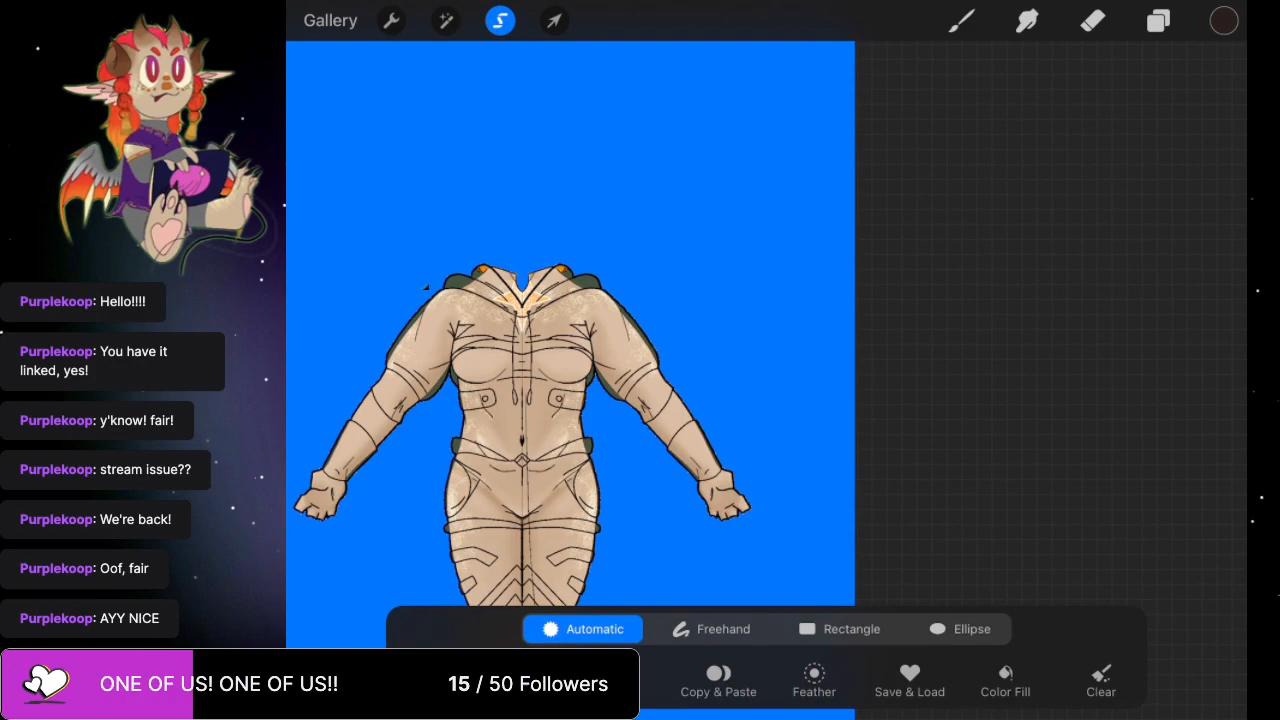 Gallery
Purplekoop: Hello!!!!
Purplekoop: You have it
linked, yes!
Purplekoop: y'know! fair!
Purplekoop: stream issue??
Purplekoop: We're back!
Purplekoop: Oof, fair
Purplekoop: AYY NICE
ONE OF US! ONE OF US!! 15 / 50 Followers
Automatic Freehand Rectangle Ellipse
Copy & Paste Feather Save & Load Color Fill Clear